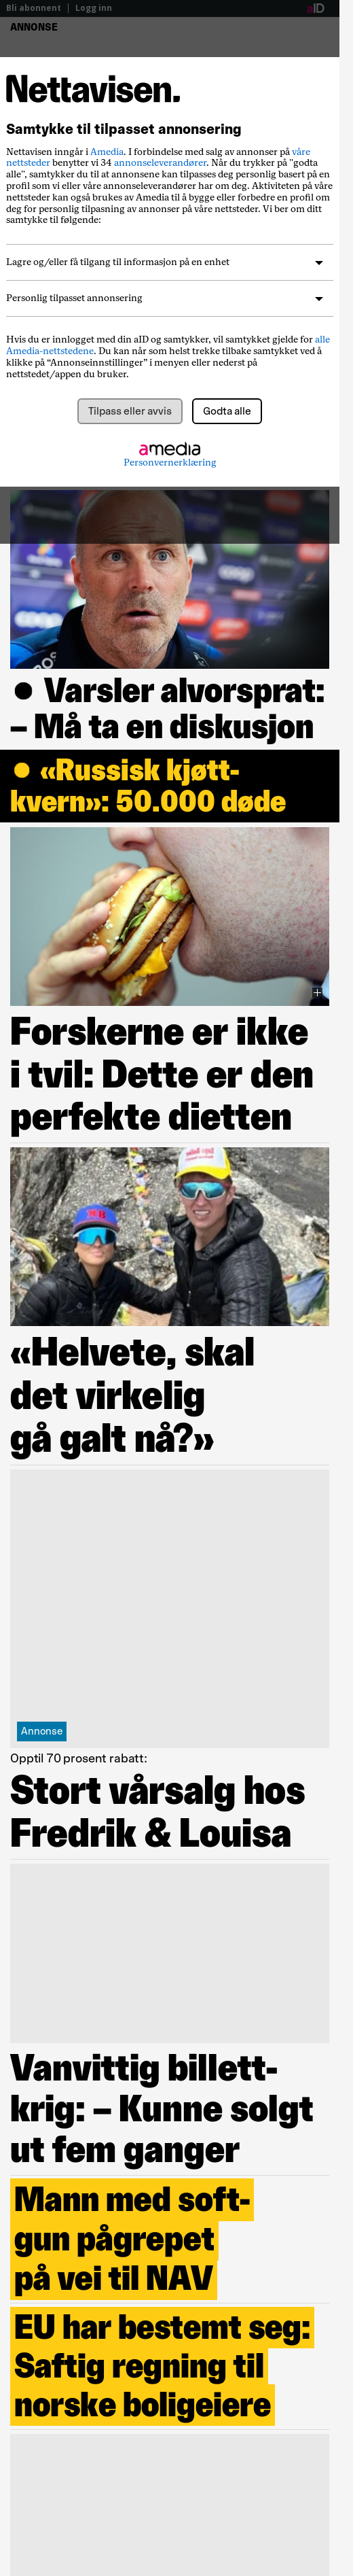 Bli abonnent | Logg inn
aID
ANNONSE
Nettavisen.
Samtykke til tilpasset annonsering
Nettavisen inngår i Amedia. I forbindelse med salg av annonser på våre
nettsteder benytter vi 34 annonseleverandører. Når du trykker på "godta
alle", samtykker du til at annonsene kan tilpasses deg personlig basert på en
profil som vi eller våre annonseleverandører har om deg. Aktiviteten på våre
nettsteder kan også brukes av Amedia til å bygge eller forbedre en profil om
deg for personlig tilpasning av annonser på våre nettsteder. Vi ber om ditt
samtykke til følgende:
Lagre og/eller få tilgang til informasjon på en enhet
Personlig tilpasset annonsering
Hvis du er innlogget med din aID og samtykker, vil samtykket gjelde for alle
Amedia-nettstedene. Du kan når som helst trekke tilbake samtykket ved å
klikke på “Annonseinnstillinger” i menyen eller nederst på
nettstedet/appen du bruker.
Tilpass eller avvis
Godta alle
amedia
Personvernerklæring
● Varsler alvorsprat:
– Må ta en diskusjon
● «Russisk kjøtt-
kvern»: 50.000 døde
Forskerne er ikke
i tvil: Dette er den
perfekte dietten
«Helvete, skal
det virkelig
gå galt nå?»
Annonse
Opptil 70 prosent rabatt:
Stort vårsalg hos
Fredrik & Louisa
Vanvittig billett-
krig: – Kunne solgt
ut fem ganger
Mann med soft-
gun pågrepet
på vei til NAV
EU har bestemt seg:
Saftig regning til
norske boligeiere